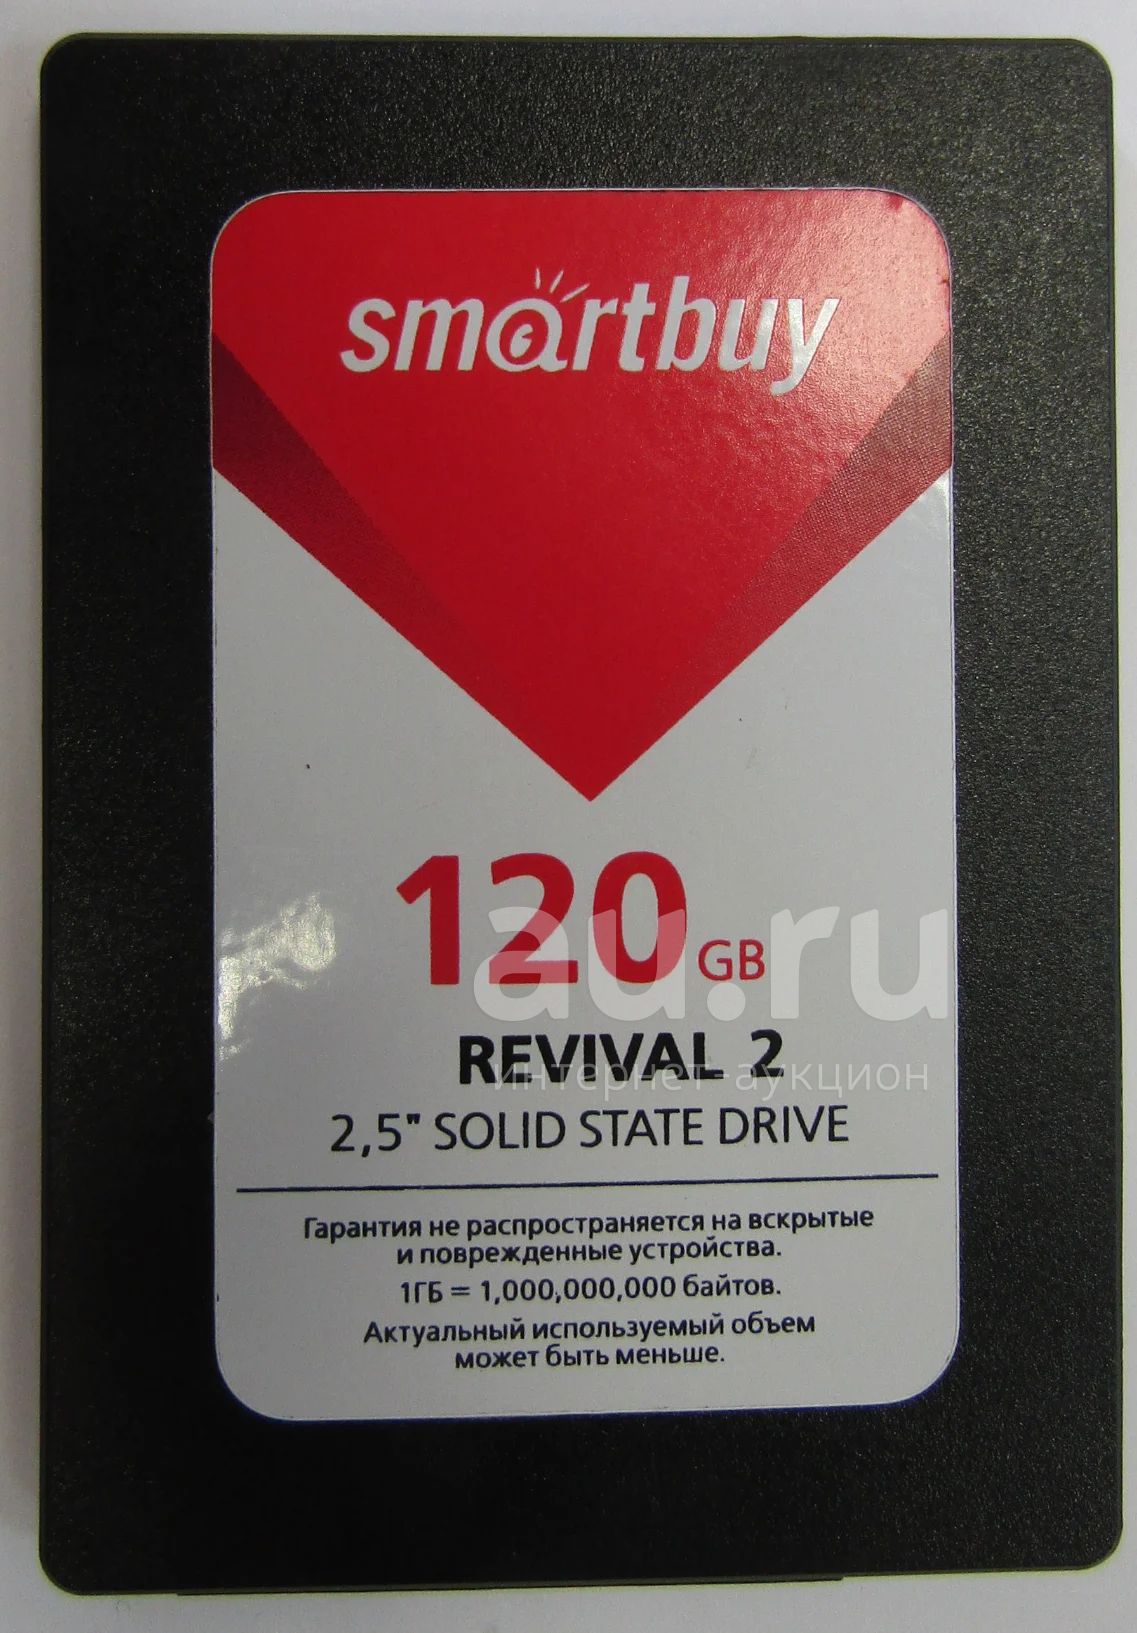 smartbuy
120 GB
au.ru
REVIVAL 2
интернет-аукцион
2,5" SOLID STATE DRIVE
Гарантия не распространяется на вскрытые
и поврежденные устройства.
1ГБ = 1,000,000,000 байтов.
Актуальный используемый объем
может быть меньше.